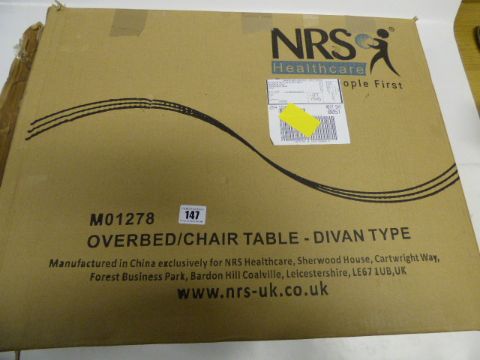 NRS
Healthcare
ople First
M01278
147
OVERBED/CHAIR TABLE - DIVAN TYPE
Manufactured in China exclusively for NRS Healthcare, Sherwood House, Cartwright Way,
Forest Business Park, Bardon Hill Coalville, Leicestershire, LE67 1UB,UK
www.nrs-uk.co.uk